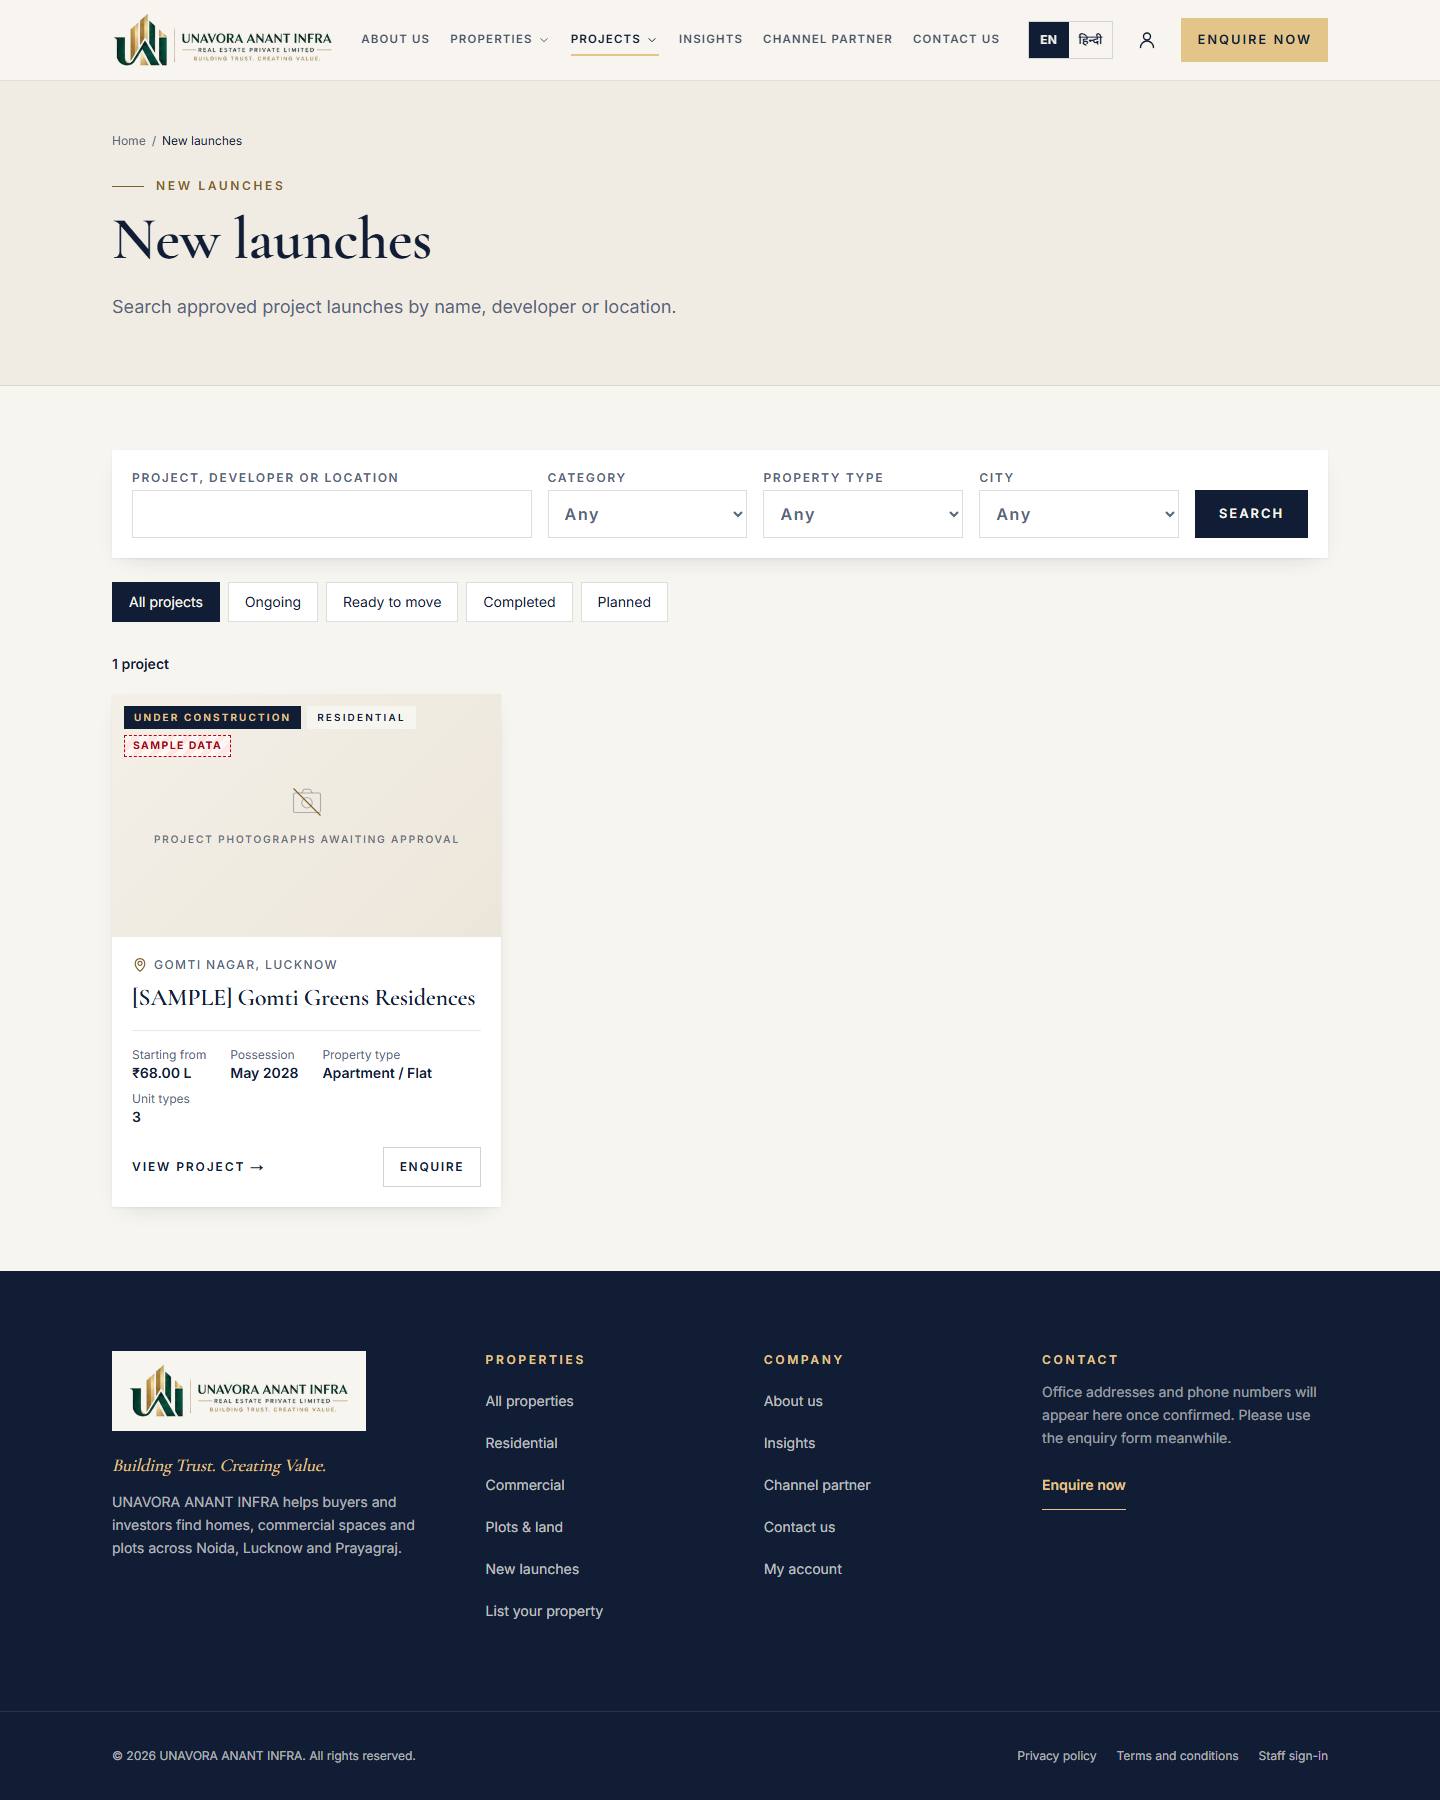 UNAVORA ANANT INFRA
REAL ESTATE PRIVATE LIMITED
BUILDING TRUST. CREATING VALUE.
ABOUT US
PROPERTIES
PROJECTS
INSIGHTS
CHANNEL PARTNER
CONTACT US
EN
हिन्दी
ENQUIRE NOW
Home / New launches
NEW LAUNCHES
New launches
Search approved project launches by name, developer or location.
PROJECT, DEVELOPER OR LOCATION
CATEGORY
PROPERTY TYPE
CITY
Any
Any
Any
SEARCH
All projects
Ongoing
Ready to move
Completed
Planned
1 project
UNDER CONSTRUCTION
RESIDENTIAL
SAMPLE DATA
PROJECT PHOTOGRAPHS AWAITING APPROVAL
GOMTI NAGAR, LUCKNOW
[SAMPLE] Gomti Greens Residences
Starting from
₹68.00 L
Possession
May 2028
Property type
Apartment / Flat
Unit types
3
VIEW PROJECT →
ENQUIRE
UNAVORA ANANT INFRA
REAL ESTATE PRIVATE LIMITED
BUILDING TRUST. CREATING VALUE.
Building Trust. Creating Value.
UNAVORA ANANT INFRA helps buyers and
investors find homes, commercial spaces and
plots across Noida, Lucknow and Prayagraj.
PROPERTIES
All properties
Residential
Commercial
Plots & land
New launches
List your property
COMPANY
About us
Insights
Channel partner
Contact us
My account
CONTACT
Office addresses and phone numbers will
appear here once confirmed. Please use
the enquiry form meanwhile.
Enquire now
© 2026 UNAVORA ANANT INFRA. All rights reserved.
Privacy policy
Terms and conditions
Staff sign-in